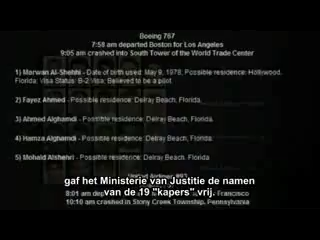 Boeing 767
7:58 am departed Boston for Los Angeles
9:05 am crashed into South Tower of the World Trade Center
1) Marwan Al-Shehhi - Date of birth used: May 9, 1978, Possible residence: Hollywood,
Florida; Visa Status: B-2 Visa; Believed to be a pilot.
2) Fayez Ahmed - Possible residence: Delray Beach, Florida.
3) Ahmed Alghamdi - Possible residence: Delray Beach, Florida.
4) Hamza Alghamdi - Possible residence: Delray Beach, Florida.
5) Mohald Alshehri - Possible residence: Delray Beach, Florida.
gaf het Ministerie van Justitie de namen
van de 19 "kapers" vrij.
8:01 am Francisco
10:10 am crashed in Stony Creek Township, Pennsylvania